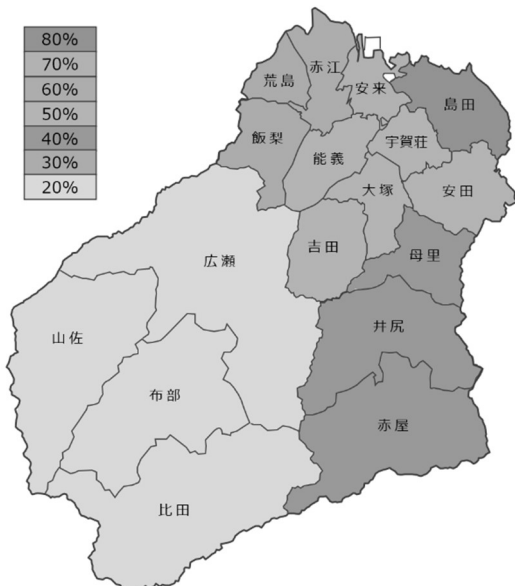 80%
70%
60%
50%
40%
30%
20%
赤江
荒島
安来
島田
飯梨
宇賀荘
能義
大塚
安田
吉田
母里
広瀬
井尻
山佐
布部
赤屋
比田